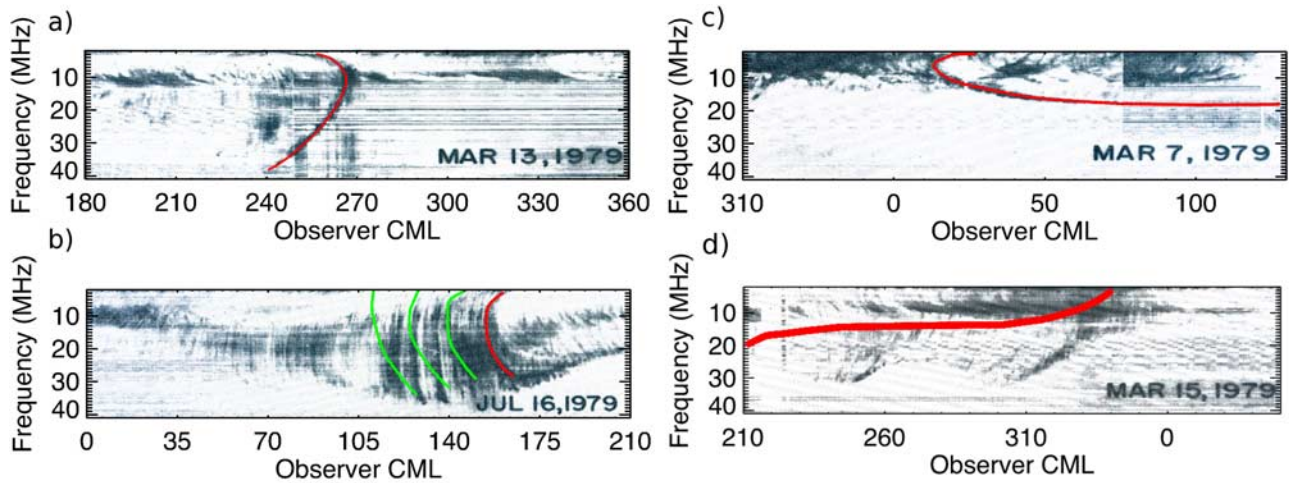 a)
Frequency (MHz)
10
20
30
40
180 210 240 270 300 330 360
Observer CML
MAR 13, 1979
b)
Frequency (MHz)
10
20
30
40
0 35 70 105 140 175 210
Observer CML
JUL 16, 1979
c)
Frequency (MHz)
10
20
30
40
310 0 50 100
Observer CML
MAR 7, 1979
d)
Frequency (MHz)
10
20
30
40
210 260 310 0
Observer CML
MAR 15, 1979